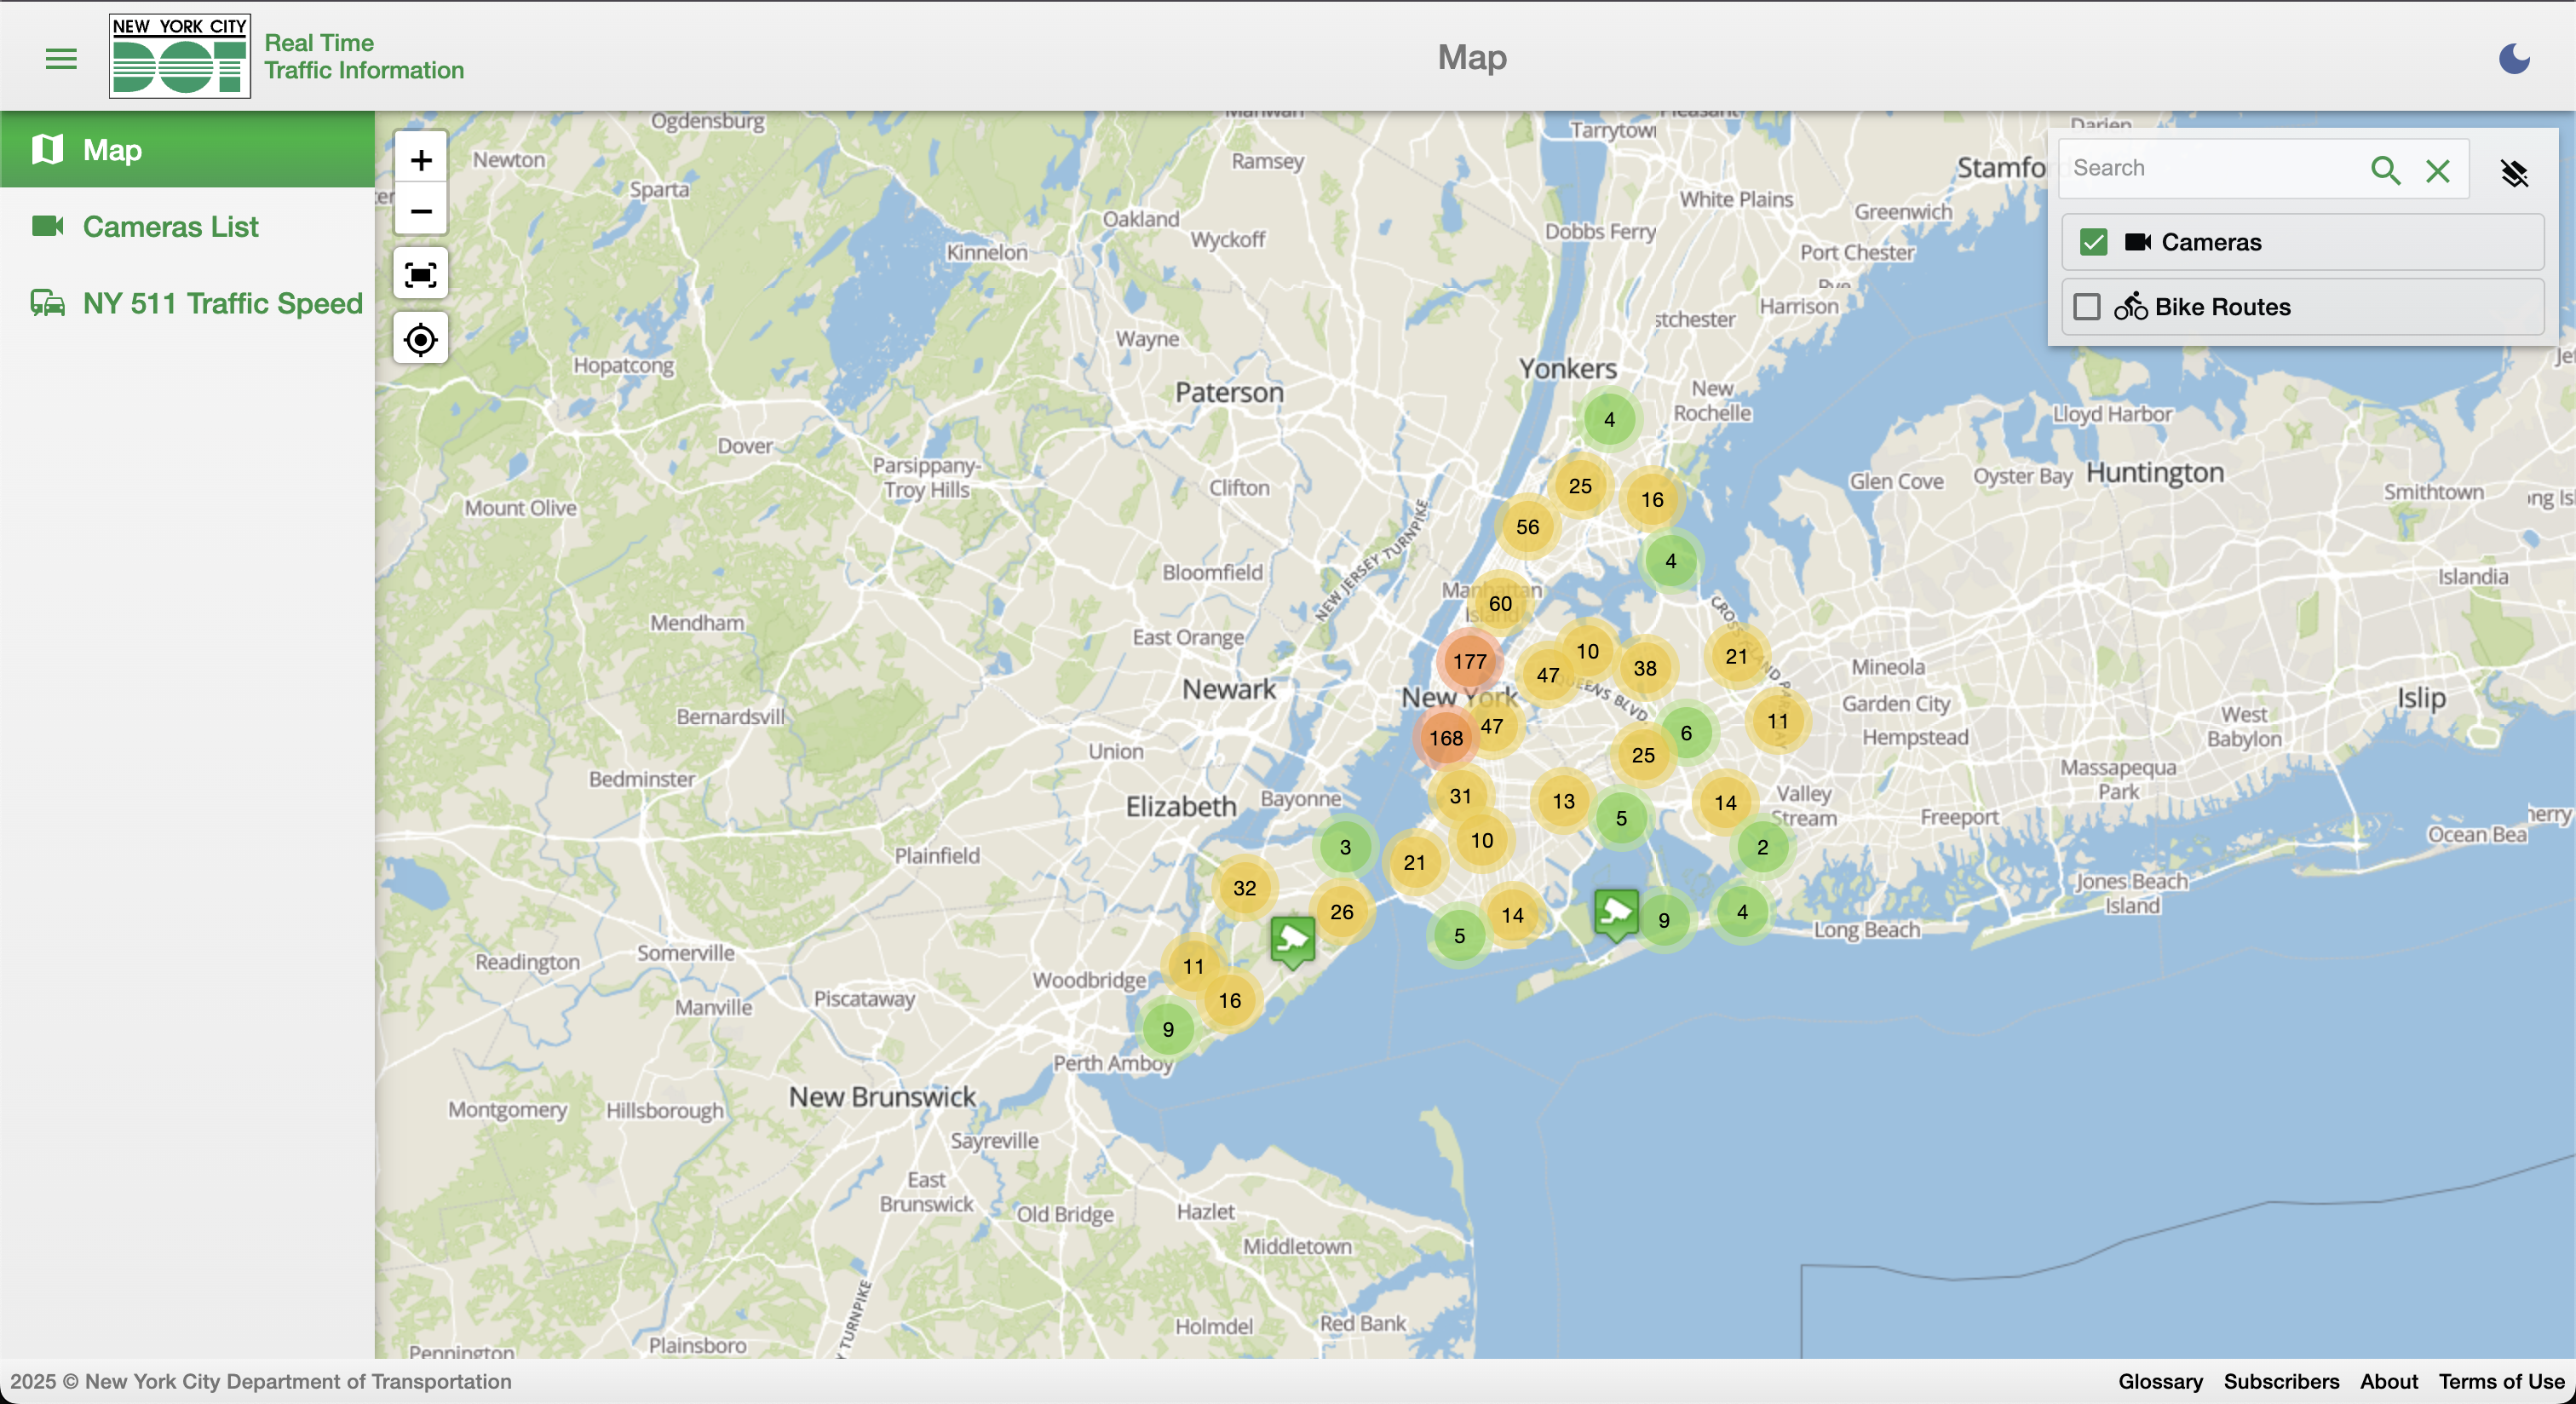 NEW YORK CITY
DOT
Real Time
Traffic Information
Map
Map
Cameras List
NY 511 Traffic Speed
+
−
Search
Cameras
Bike Routes
Ogdensburg
Newton
Sparta
Ramsey
Tarrytown
Darien
Oakland
Wyckoff
Kinnelon
White Plains
Greenwich
Dobbs Ferry
Port Chester
Rye
Harrison
stchester
Wayne
Hopatcong
Yonkers
Paterson
New
Rochelle
Lloyd Harbor
4
Dover
Parsippany-
Troy Hills
Clifton
25
16
Glen Cove
Oyster Bay
Huntington
Smithtown
Mount Olive
56
NEW JERSEY TURNPIKE
Bloomfield
4
Islandia
Manhattan
Island
60
Mendham
East Orange
177
10
47
38
21
Mineola
Newark
New York
QUEENS BLVD
Garden City
Islip
Bernardsville
168
47
6
11
Hempstead
West
Babylon
Union
25
Bedminster
Massapequa
Park
Elizabeth
Bayonne
31
13
5
14
Valley
Stream
Freeport
Plainfield
3
21
10
2
Ocean Bea
32
26
Jones Beach
Island
5
14
9
4
Long Beach
Somerville
Readington
11
Woodbridge
Manville
Piscataway
16
9
Perth Amboy
New Brunswick
Montgomery
Hillsborough
Sayreville
East
Brunswick
Old Bridge
Hazlet
Middletown
TURNPIKE
Holmdel
Red Bank
Plainsboro
Pennington
2025 © New York City Department of Transportation
Glossary Subscribers About Terms of Use